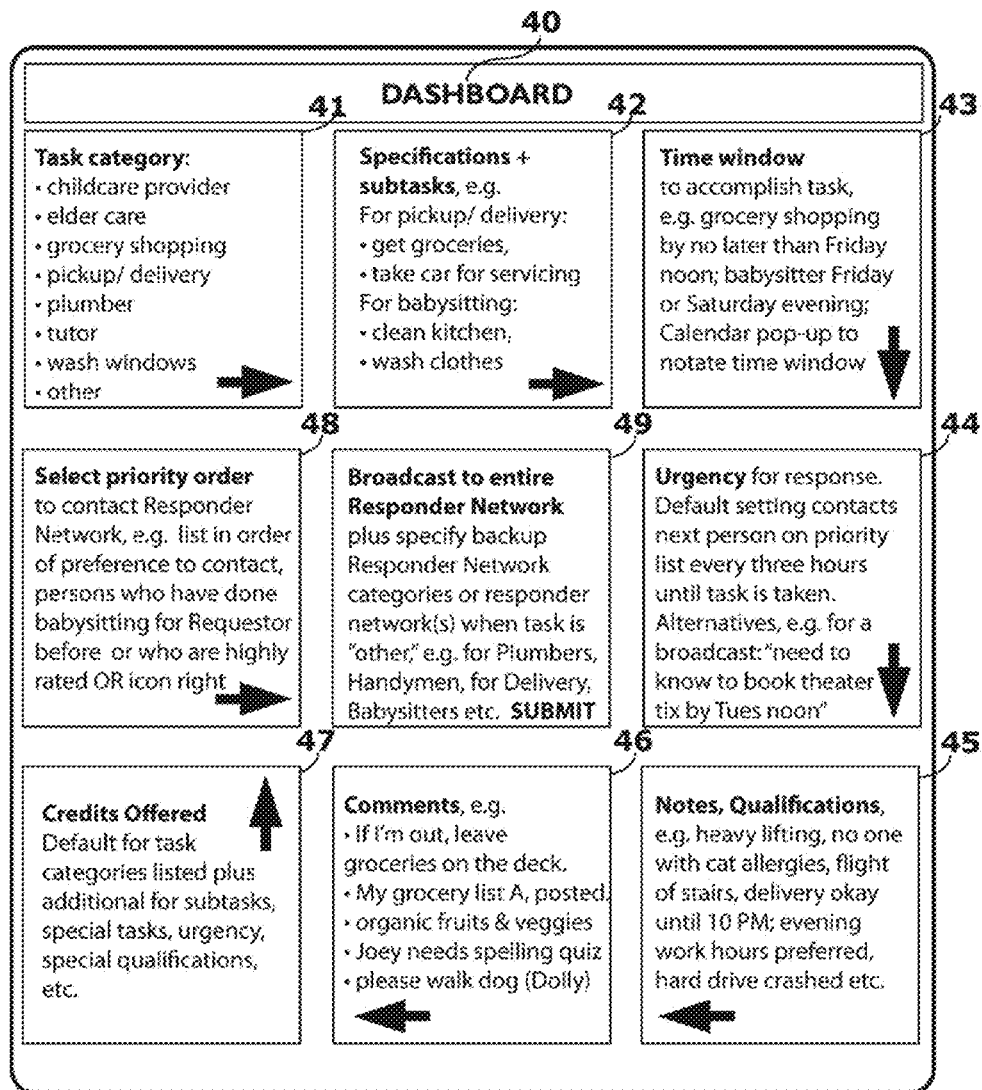 40
DASHBOARD
41
Task category:
• childcare provider
• elder care
• grocery shopping
• pickup/ delivery
• plumber
• tutor
• wash windows
• other
42
Specifications +
subtasks, e.g.
For pickup/ delivery:
• get groceries,
• take car for servicing
For babysitting:
• clean kitchen,
• wash clothes
43
Time window
to accomplish task,
e.g. grocery shopping
by no later than Friday
noon; babysitter Friday
or Saturday evening;
Calendar pop-up to
notate time window
48
Select priority order
to contact Responder
Network, e.g. list in order
of preference to contact,
persons who have done
babysitting for Requestor
before or who are highly
rated OR icon right
49
Broadcast to entire
Responder Network
plus specify backup
Responder Network
categories or responder
network(s) when task is
"other," e.g. for Plumbers,
Handymen, for Delivery,
Babysitters etc. SUBMIT
44
Urgency for response.
Default setting contacts
next person on priority
list every three hours
until task is taken.
Alternatives, e.g. for a
broadcast: "need to
know to book theater
tix by Tues noon"
47
Credits Offered
Default for task
categories listed plus
additional for subtasks,
special tasks, urgency,
special qualifications,
etc.
46
Comments, e.g.
• If I'm out, leave
groceries on the deck.
• My grocery list A, posted.
• organic fruits & veggies
• Joey needs spelling quiz
• please walk dog (Dolly)
45
Notes, Qualifications,
e.g. heavy lifting, no one
with cat allergies, flight
of stairs, delivery okay
until 10 PM; evening
work hours preferred,
hard drive crashed etc.